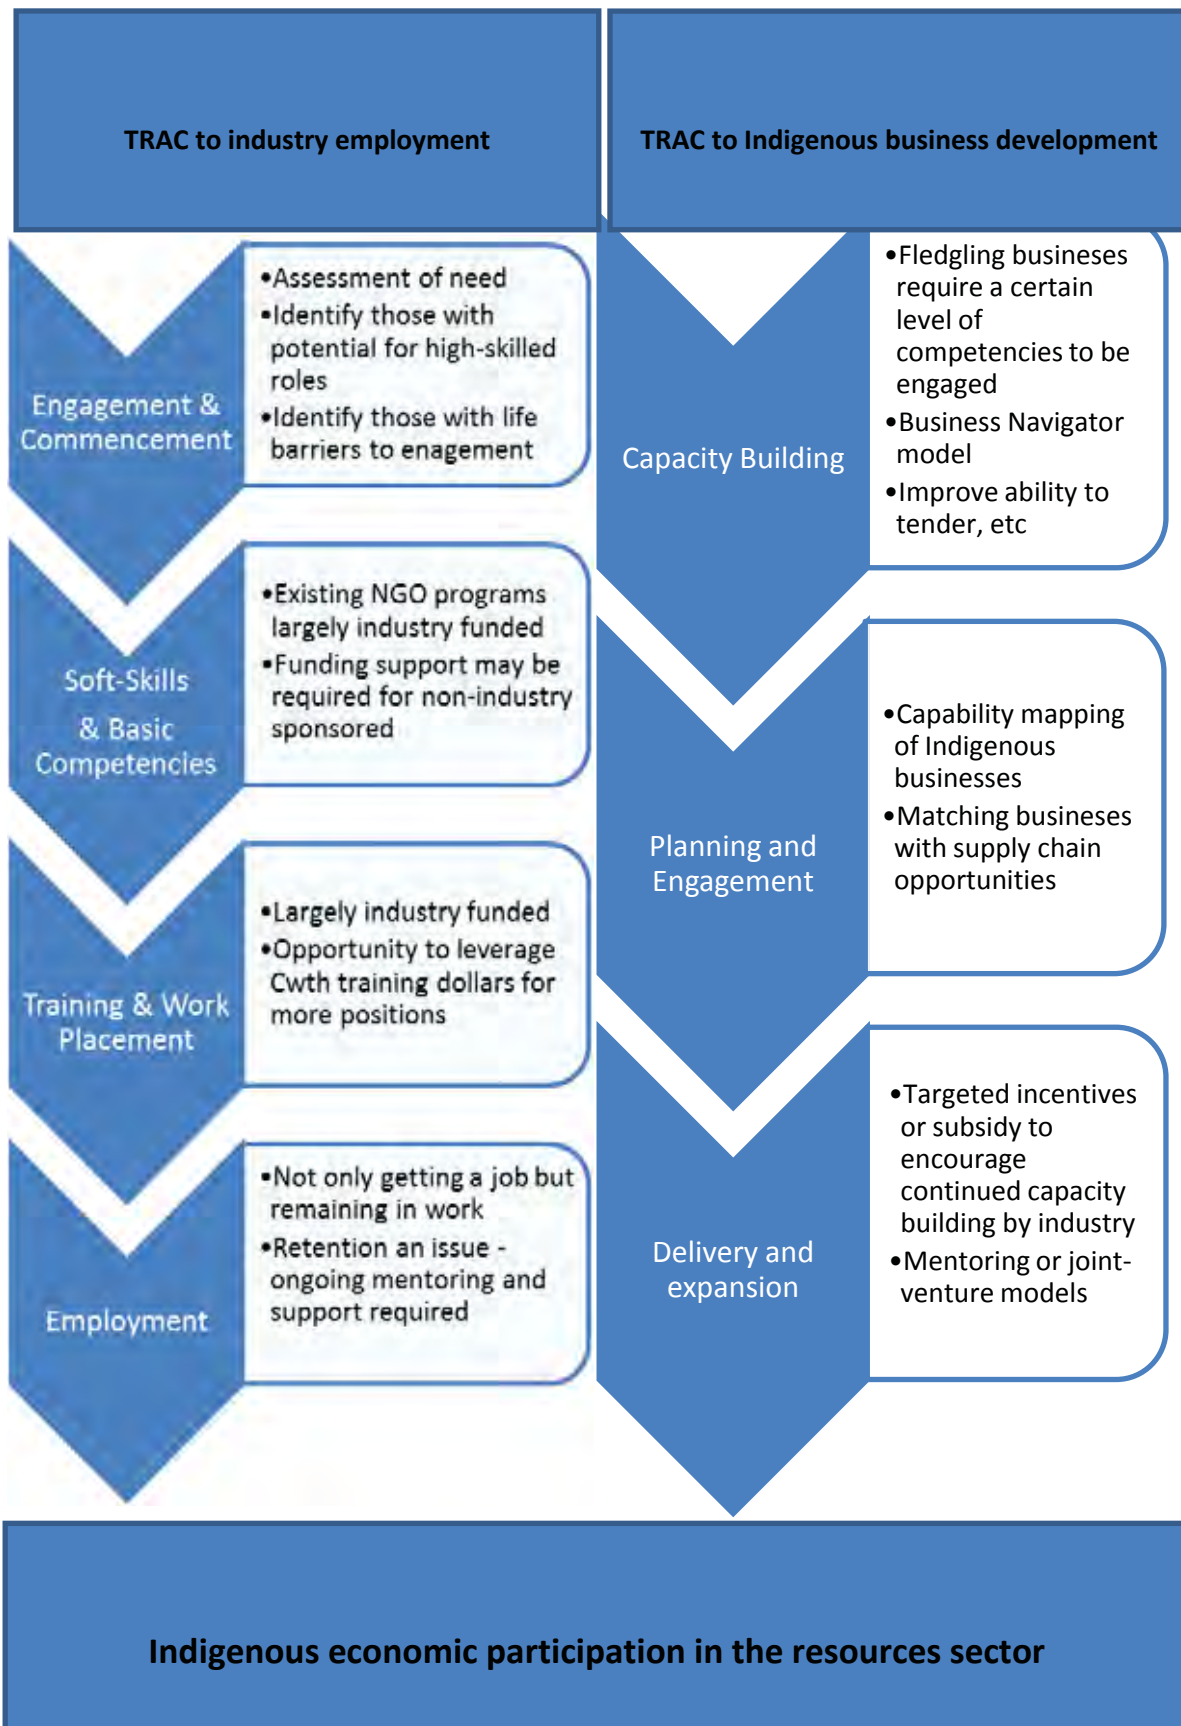 TRAC to industry employment
Engagement &
Commencement
•Assessment of need
•Identify those with
potential for high-skilled
roles
•Identify those with life
barriers to enagement
Soft-Skills
& Basic
Competencies
•Existing NGO programs
largely industry funded
•Funding support may be
required for non-industry
sponsored
Training & Work
Placement
•Largely industry funded
•Opportunity to leverage
Cwth training dollars for
more positions
Employment
•Not only getting a job but
remaining in work
•Retention an issue -
ongoing mentoring and
support required
TRAC to Indigenous business development
Capacity Building
•Fledgling busineses
require a certain
level of
competencies to be
engaged
•Business Navigator
model
•Improve ability to
tender, etc
Planning and
Engagement
•Capability mapping
of Indigenous
businesses
•Matching busineses
with supply chain
opportunities
Delivery and
expansion
•Targeted incentives
or subsidy to
encourage
continued capacity
building by industry
•Mentoring or joint-
venture models
Indigenous economic participation in the resources sector